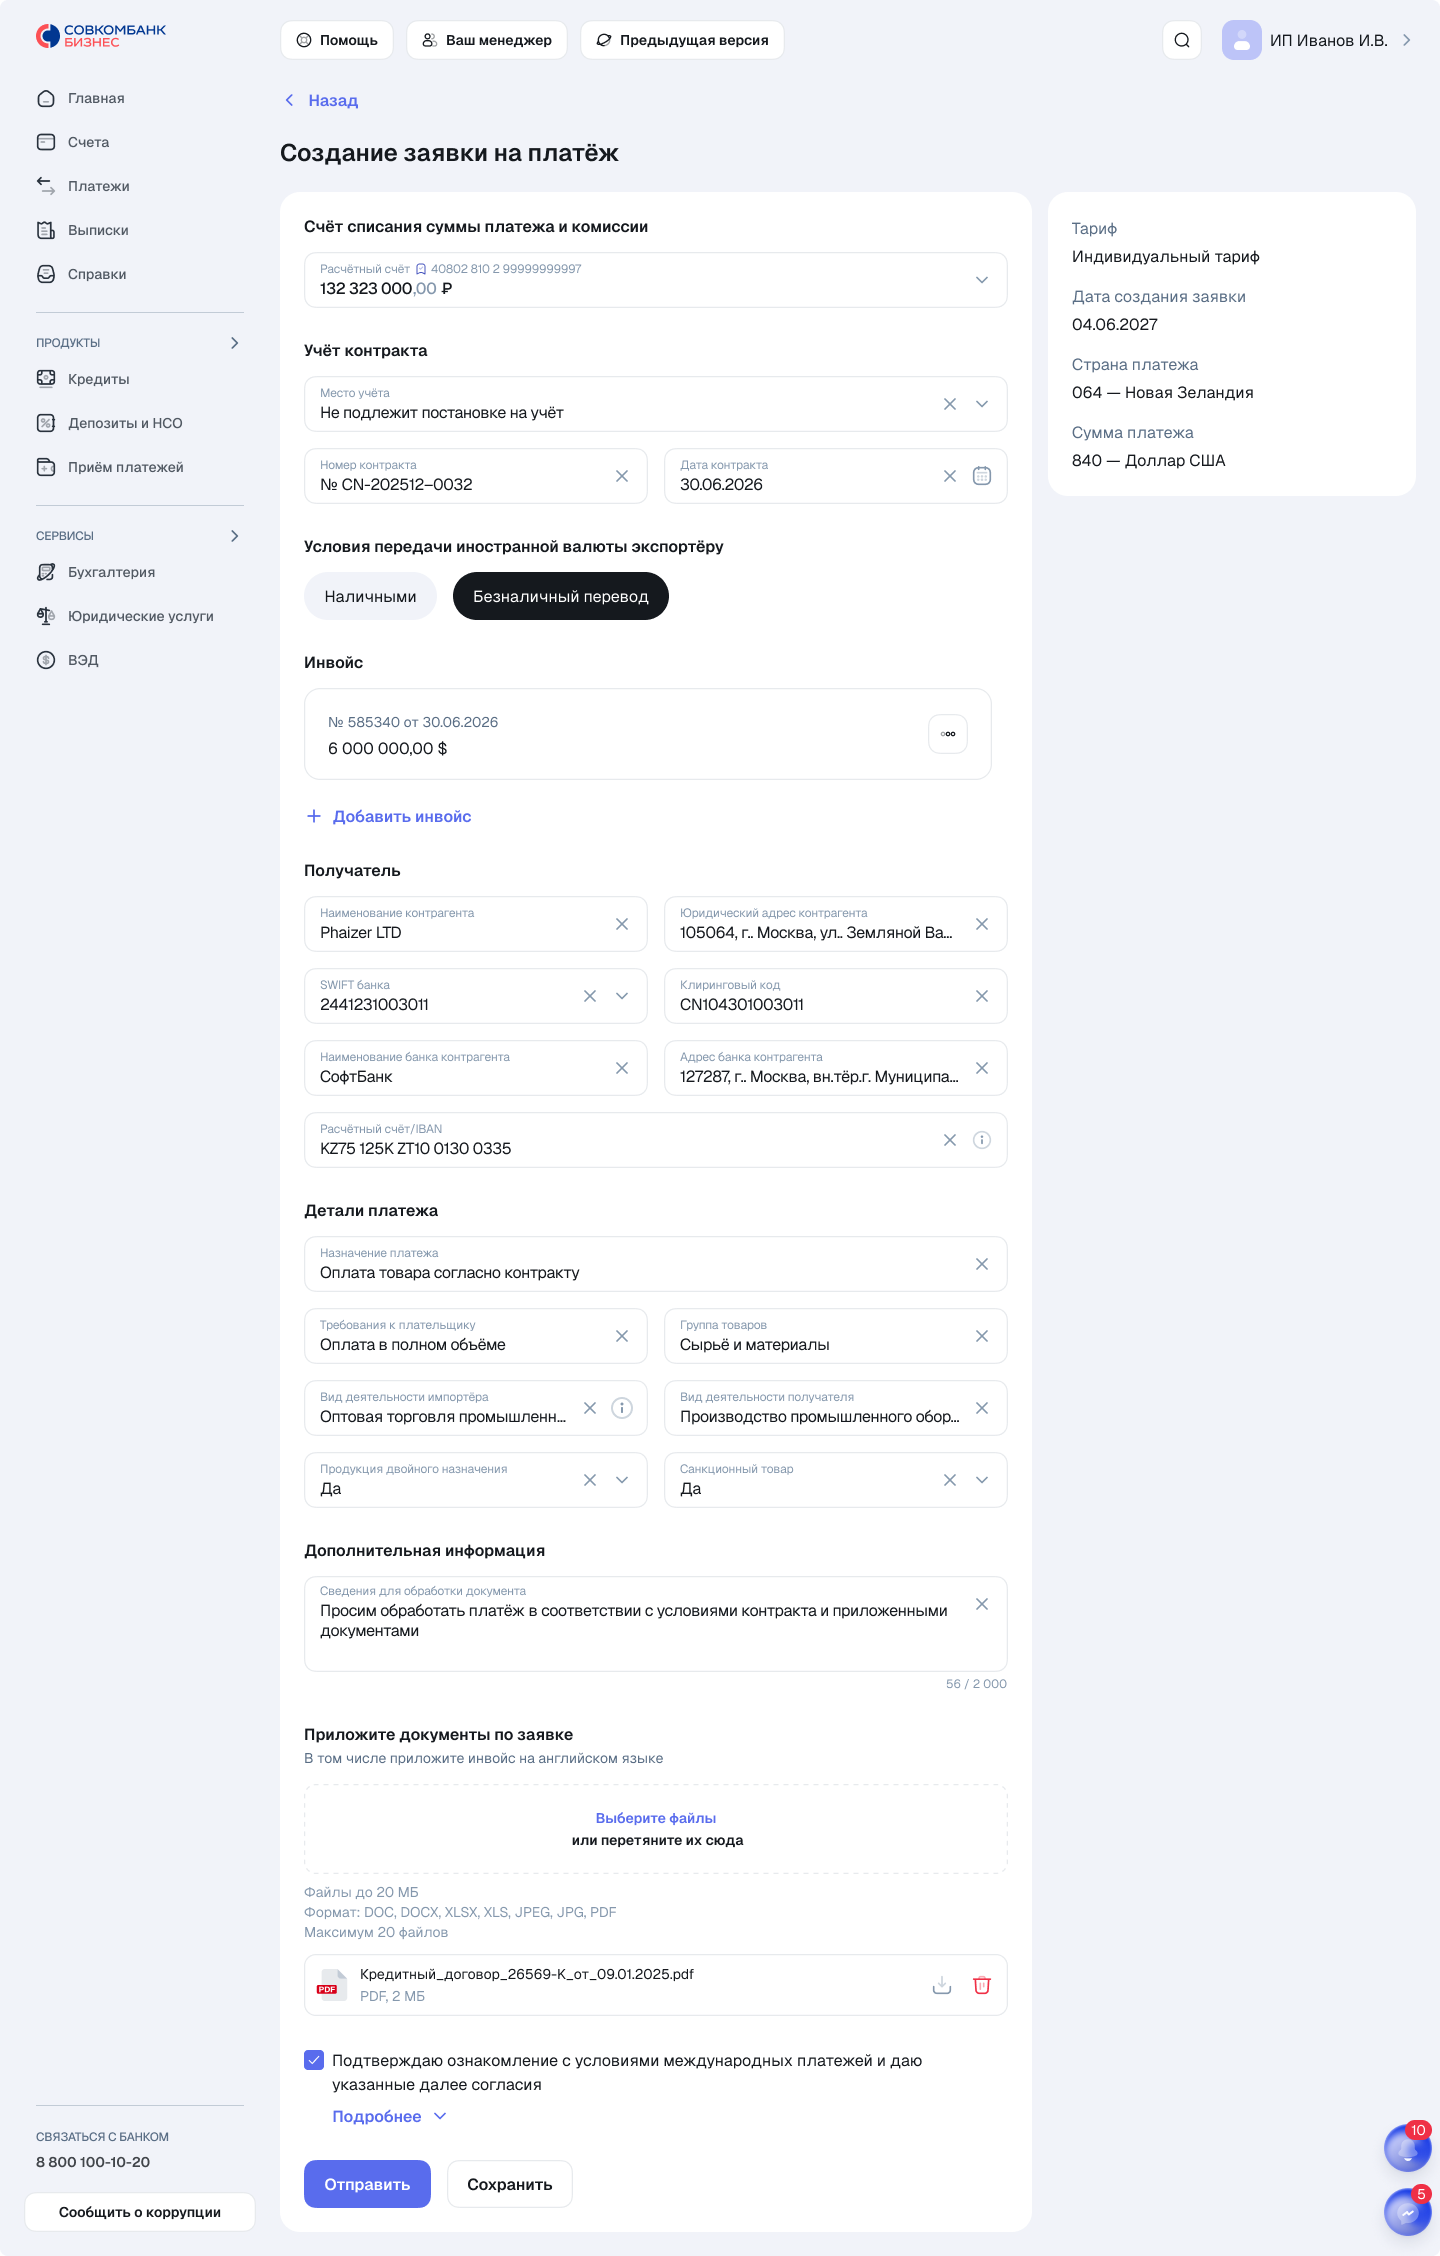 СОВКОМБАНК
БИЗНЕС
Помощь
Ваш менеджер
Предыдущая версия
ИП Иванов И.В.
Главная
Счета
Платежи
Выписки
Справки
ПРОДУКТЫ
Кредиты
Депозиты и НСО
Приём платежей
СЕРВИСЫ
Бухгалтерия
Юридические услуги
ВЭД
СВЯЗАТЬСЯ С БАНКОМ
8 800 100-10-20
Сообщить о коррупции
Назад
Создание заявки на платёж
Счёт списания суммы платежа и комиссии
Расчётный счёт 40802 810 2 99999999997
132 323 000,00 ₽
Учёт контракта
Место учёта
Не подлежит постановке на учёт
Номер контракта
№ CN-202512–0032
Дата контракта
30.06.2026
Условия передачи иностранной валюты экспортёру
Наличными
Безналичный перевод
Инвойс
№ 585340 от 30.06.2026
6 000 000,00 $
Добавить инвойс
Получатель
Наименование контрагента
Phaizer LTD
Юридический адрес контрагента
105064, г.. Москва, ул.. Земляной Ва...
SWIFT банка
2441231003011
Клиринговый код
CN104301003011
Наименование банка контрагента
СофтБанк
Адрес банка контрагента
127287, г.. Москва, вн.тёр.г. Муниципа...
Расчётный счёт/IBAN
KZ75 125K ZT10 0130 0335
Детали платежа
Назначение платежа
Оплата товара согласно контракту
Требования к плательщику
Оплата в полном объёме
Группа товаров
Сырьё и материалы
Вид деятельности импортёра
Оптовая торговля промышленн...
Вид деятельности получателя
Производство промышленного обор...
Продукция двойного назначения
Да
Санкционный товар
Да
Дополнительная информация
Сведения для обработки документа
Просим обработать платёж в соответствии с условиями контракта и приложенными
документами
56 / 2 000
Приложите документы по заявке
В том числе приложите инвойс на английском языке
Выберите файлы
или перетяните их сюда
Файлы до 20 МБ
Формат: DOC, DOCX, XLSX, XLS, JPEG, JPG, PDF
Максимум 20 файлов
PDF
Кредитный_договор_26569-К_от_09.01.2025.pdf
PDF, 2 МБ
Подтверждаю ознакомление с условиями международных платежей и даю
указанные далее согласия
Подробнее
Отправить
Сохранить
Тариф
Индивидуальный тариф
Дата создания заявки
04.06.2027
Страна платежа
064 — Новая Зеландия
Сумма платежа
840 — Доллар США
10
5